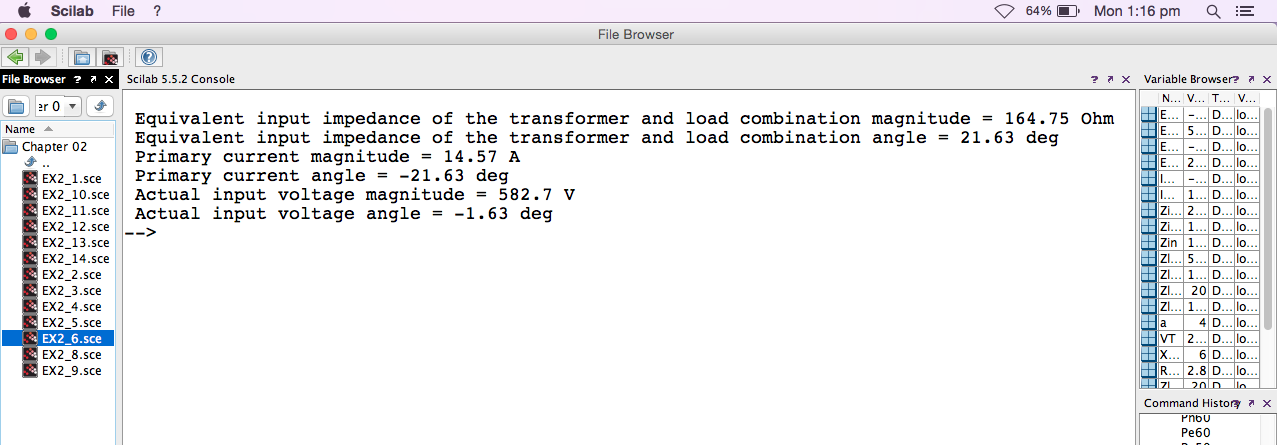 Scilab File ? 64% Mon 1:16 pm
File Browser
File Browser ? Scilab 5.5.2 Console ? Variable Browser ?
er 0
Name
Chapter 02
..
EX2_1.sce
EX2_10.sce
EX2_11.sce
EX2_12.sce
EX2_13.sce
EX2_14.sce
EX2_2.sce
EX2_3.sce
EX2_4.sce
EX2_5.sce
EX2_6.sce
EX2_8.sce
EX2_9.sce
Equivalent input impedance of the transformer and load combination magnitude = 164.75 Ohm
Equivalent input impedance of the transformer and load combination angle = 21.63 deg
Primary current magnitude = 14.57 A
Primary current angle = -21.63 deg
Actual input voltage magnitude = 582.7 V
Actual input voltage angle = -1.63 deg
-->
N... V... T... V...
E... -... D... lo...
E... 5... D... lo...
E... -... D... lo...
E... 2... D... lo...
I... -... D... lo...
I... 1... D... lo...
Zi... 2... D... lo...
Zi... 1... D... lo...
Zin 1... D... lo...
Zl... 5... D... lo...
Zl... 1... D... lo...
Zl... 20 D... lo...
Zl... 1... D... lo...
a 4 D... lo...
VT 2... D... lo...
X... 6 D... lo...
R... 2.8 D... lo...
Zl 20 D... lo...
Command History ?
Ph60
Pe60